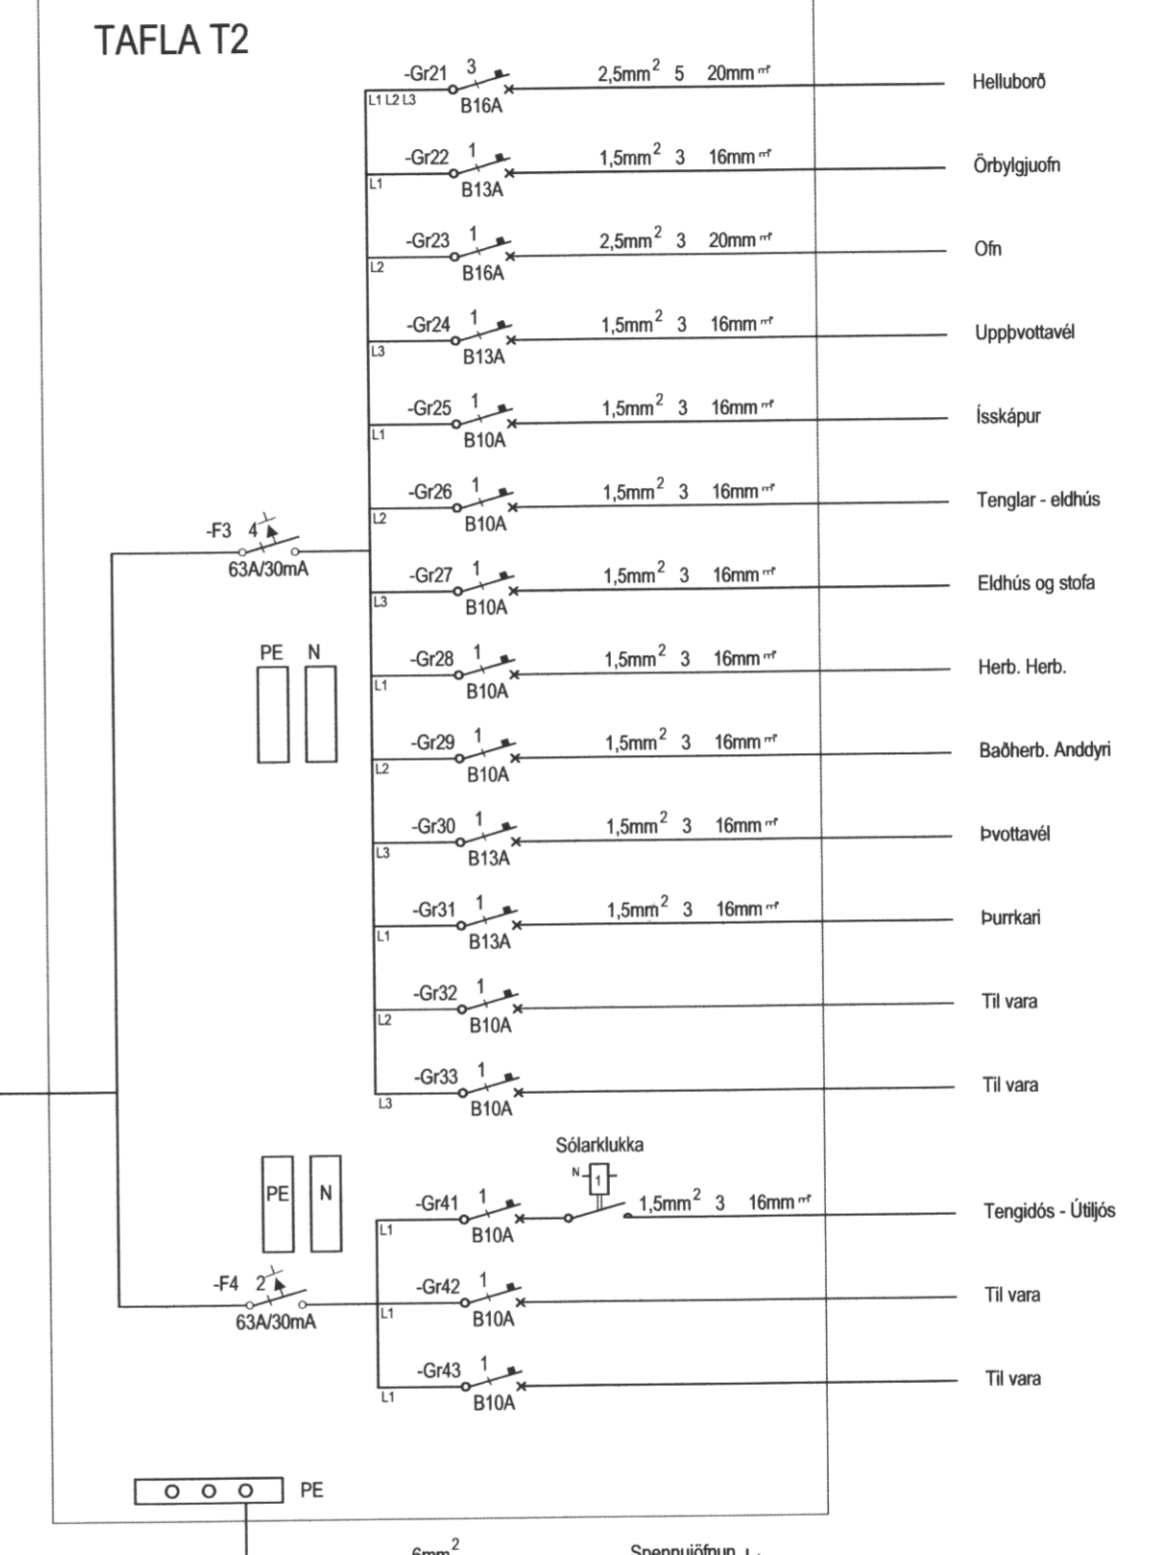 TAFLA T2
-Gr21 3 2,5mm² 5 20mm Helluborð
L1 L2 L3 B16A
-Gr22 1 1,5mm² 3 16mm Örbylgjuofn
L1 B13A
-Gr23 1 2,5mm² 3 20mm Ofn
L2 B16A
-Gr24 1 1,5mm² 3 16mm Uppþvottavél
L3 B13A
-Gr25 1 1,5mm² 3 16mm Ísskápur
L1 B10A
-Gr26 1 1,5mm² 3 16mm Tenglar - eldhús
L2 B10A
-F3 4
63A/30mA
-Gr27 1 1,5mm² 3 16mm Eldhús og stofa
L3 B10A
PE N
-Gr28 1 1,5mm² 3 16mm Herb. Herb.
L1 B10A
-Gr29 1 1,5mm² 3 16mm Baðherb. Anddyri
L2 B10A
-Gr30 1 1,5mm² 3 16mm Þvottavél
L3 B13A
-Gr31 1 1,5mm² 3 16mm Þurrkari
L1 B13A
-Gr32 1 Til vara
L2 B10A
-Gr33 1 Til vara
L3 B10A
Sólarklukka
N 1
PE N
-Gr41 1 1,5mm² 3 16mm Tengidós - Útiljós
L1 B10A
-F4 2
63A/30mA
-Gr42 1 Til vara
L1 B10A
-Gr43 1 Til vara
L1 B10A
PE
6mm² Spennujöfnun